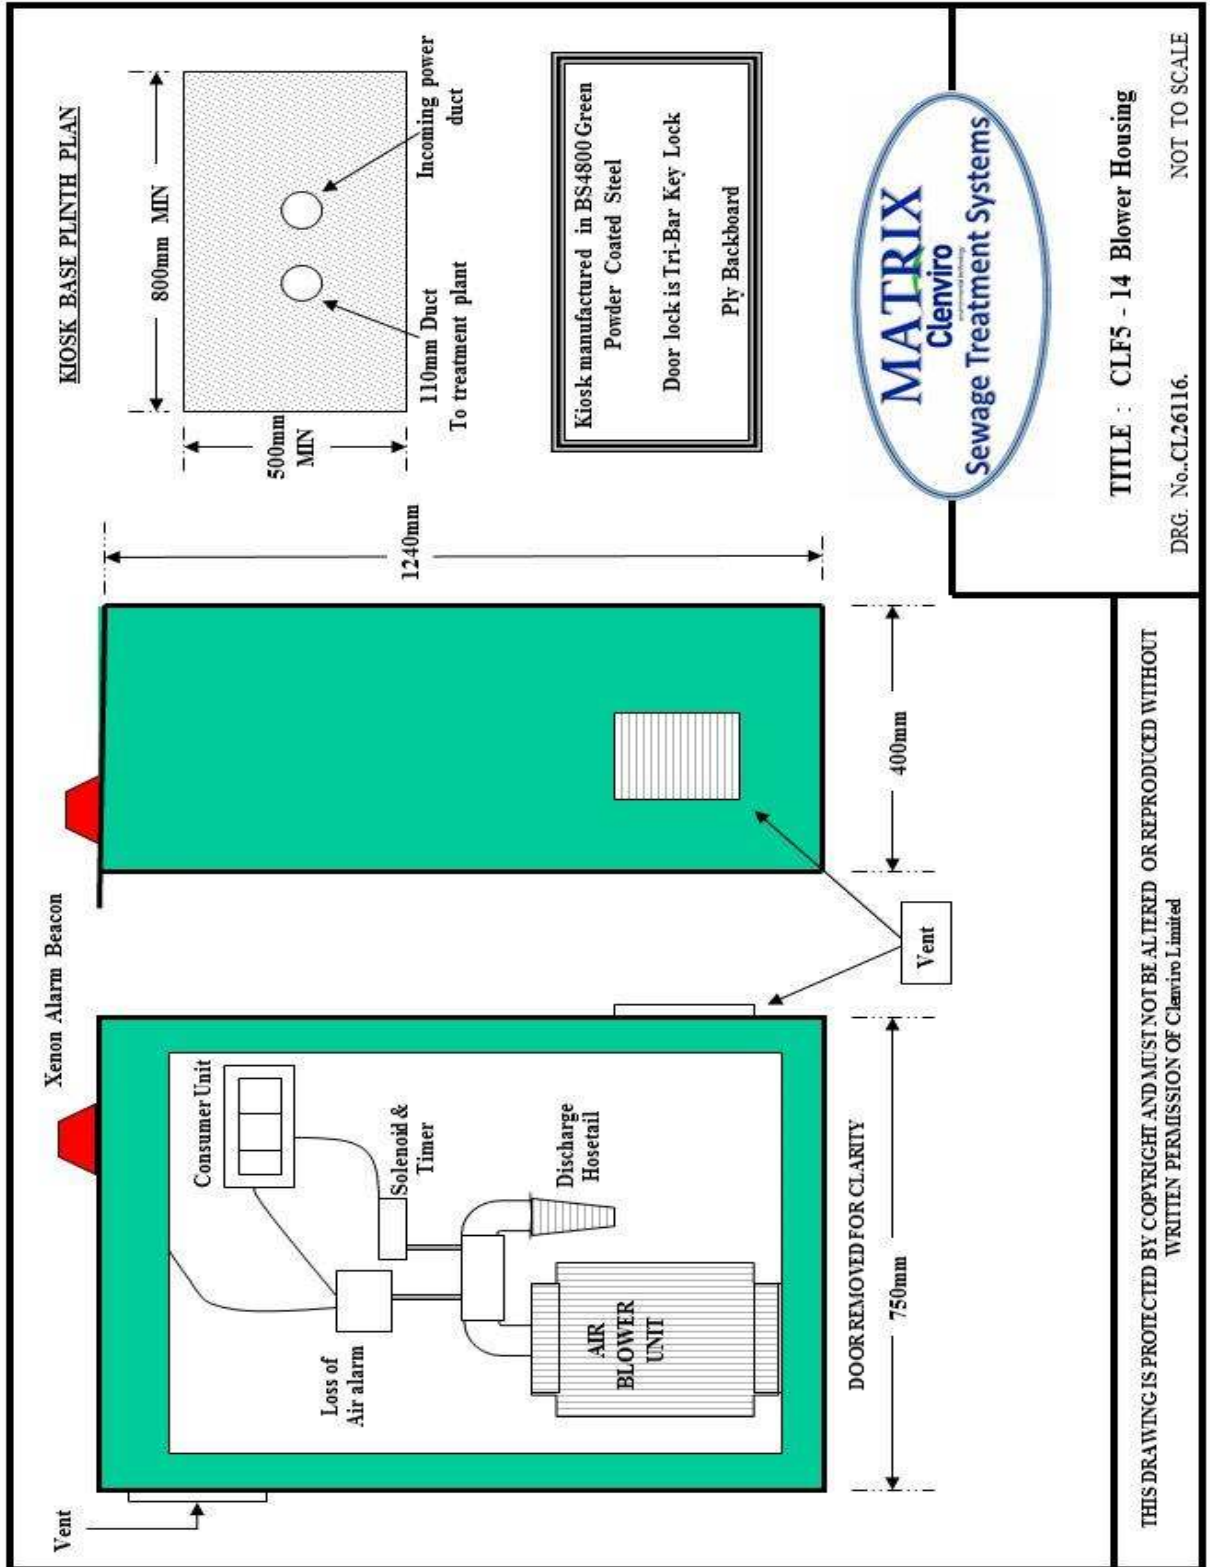 Xenon Alarm Beacon
Vent
Consumer Unit
Loss of
Air alarm
Solenoid &
Timer
Discharge
Hosetail
AIR
BLOWER
UNIT
DOOR REMOVED FOR CLARITY
750mm
Vent
400mm
1240mm
KIOSK BASE PLINTH PLAN
800mm MIN
500mm
MIN
110mm Duct
To treatment plant
Incoming power
duct
Kiosk manufactured in BS4800 Green
Powder Coated Steel
Door lock is Tri-Bar Key Lock
Ply Backboard
MATRIX
Clenviro
Sewage Treatment Systems
TITLE : CLF5 - 14 Blower Housing
DRG. No..CL26116.
NOT TO SCALE
THIS DRAWING IS PROTECTED BY COPYRIGHT AND MUST NOT BE ALTERED OR REPRODUCED WITHOUT
WRITTEN PERMISSION OF Clenviro Limited